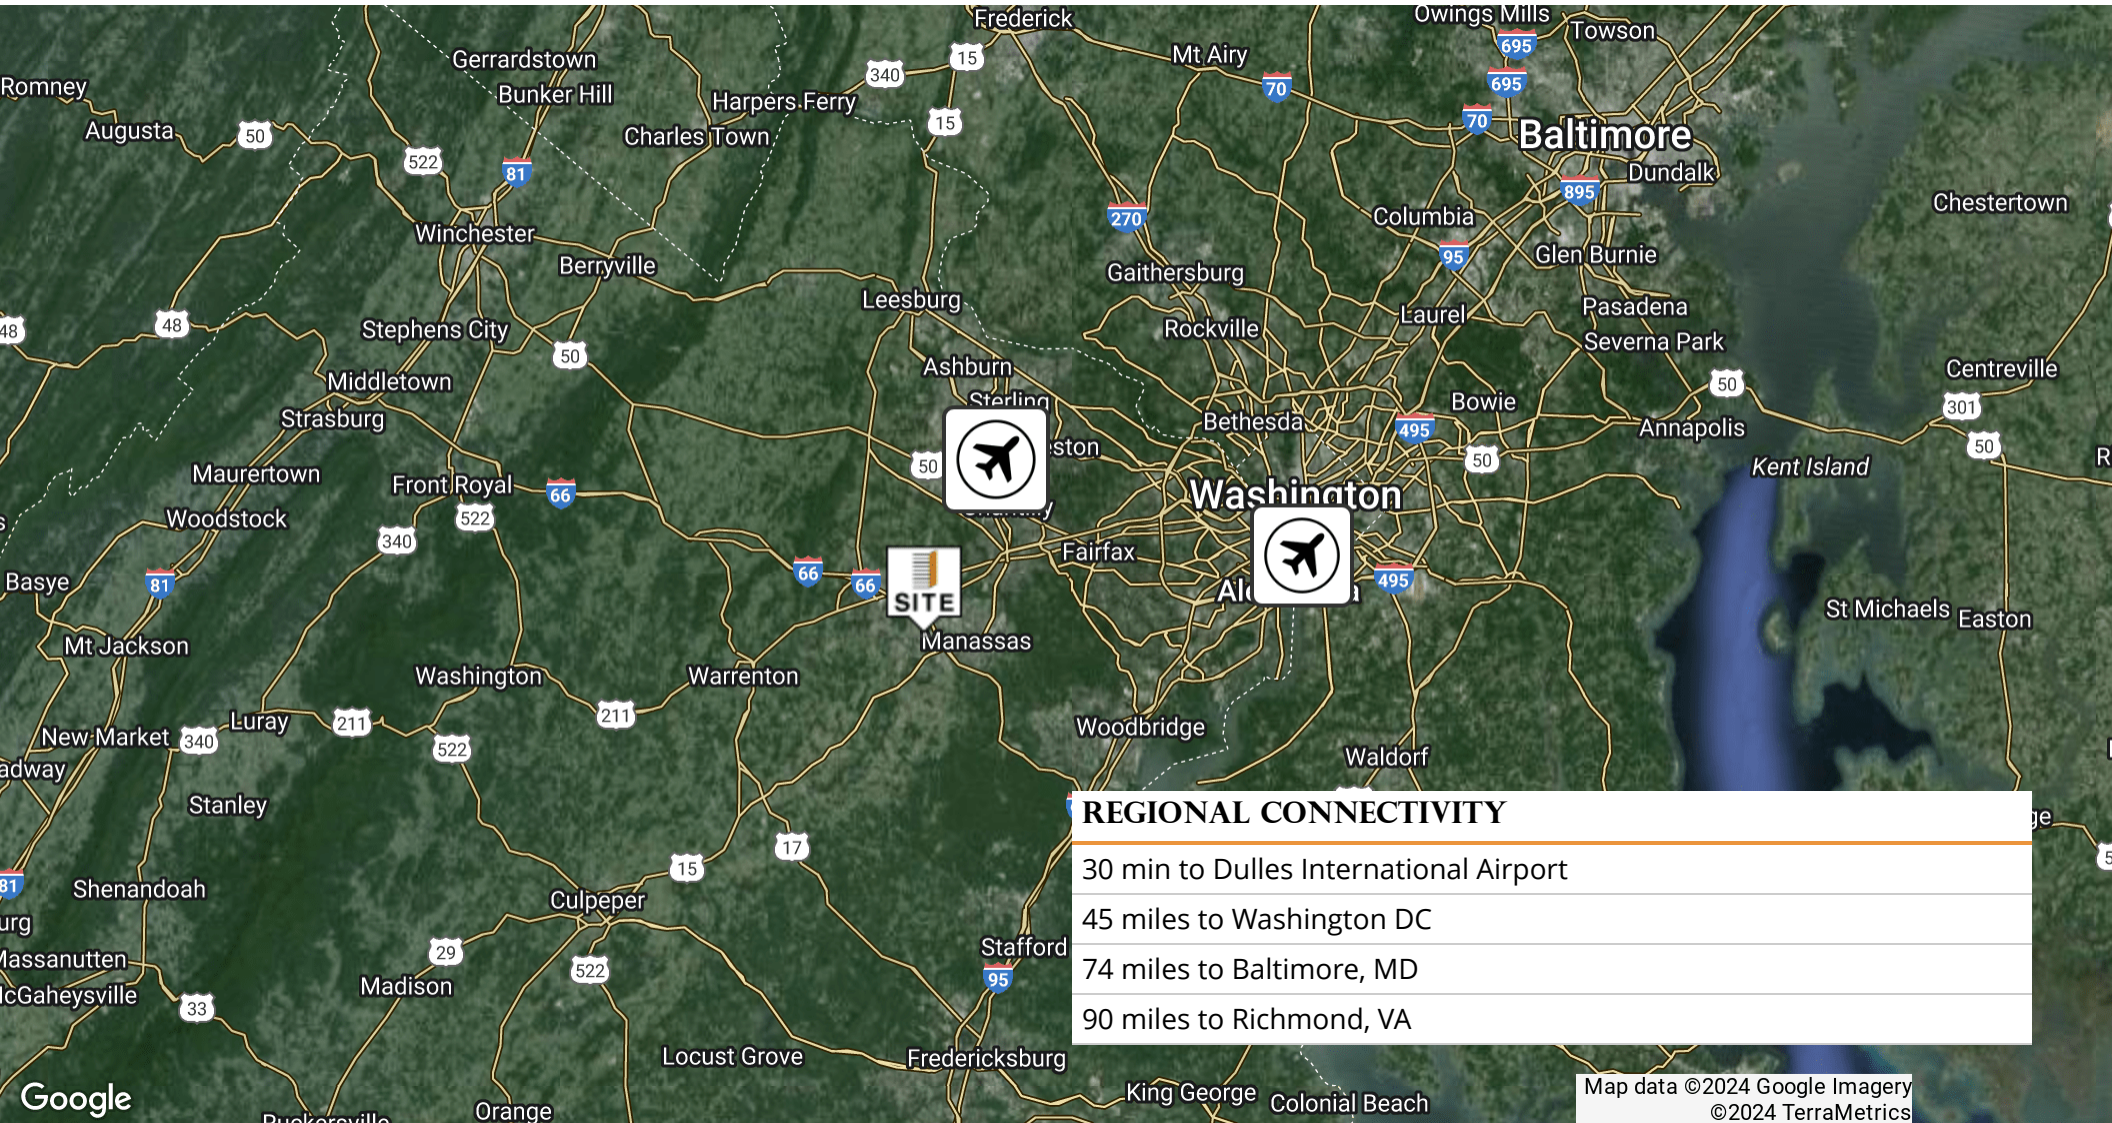 Frederick
Owings Mills
Towson
695
Gerrardstown
15
Mt Airy
340
695
Romney
70
Bunker Hill
Harpers Ferry
15
70
Augusta
50
Charles Town
Baltimore
522
81
Dundalk
895
Chestertown
270
Columbia
Winchester
95
Glen Burnie
Berryville
Gaithersburg
Leesburg
Pasadena
Laurel
48
48
Stephens City
Rockville
Severna Park
50
Ashburn
Centreville
Middletown
50
Sterling
Bowie
301
Strasburg
Bethesda
495
Annapolis
50
50
50
Kent Island
Maurertown
Front Royal
66
Washington
Woodstock
522
340
Fairfax
66
66
495
Basye
81
SITE
St Michaels
Easton
Manassas
Mt Jackson
Washington
Warrenton
211
Luray
211
Woodbridge
New Market
340
522
Waldorf
Stanley
REGIONAL CONNECTIVITY
30 min to Dulles International Airport
45 miles to Washington DC
74 miles to Baltimore, MD
90 miles to Richmond, VA
17
15
81
Shenandoah
Culpeper
29
Stafford
522
95
Massanutten
Madison
McGaheysville
33
Locust Grove
Fredericksburg
King George
Colonial Beach
Google
Orange
Map data ©2024 Google Imagery
©2024 TerraMetrics